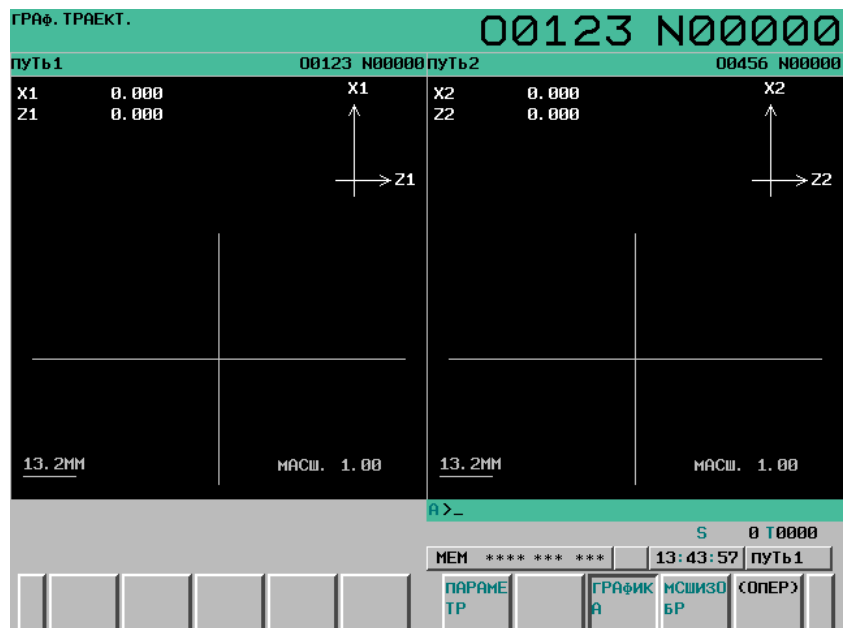 ГРАФ.ТРАЕКТ.
O0123 N00000
ПУТЬ1 O0123 N00000
ПУТЬ2 O0456 N00000
X1 0.000
Z1 0.000
X1
Z1
X2 0.000
Z2 0.000
X2
Z2
13.2ММ
МАСШ. 1.00
13.2ММ
МАСШ. 1.00
A>_
S 0 T0000
MEM **** *** ***
13:43:57
ПУТЬ1
ПАРАМЕ
ТР
ГРАФИК
А
МСШИЗО
БР
(ОПЕР)